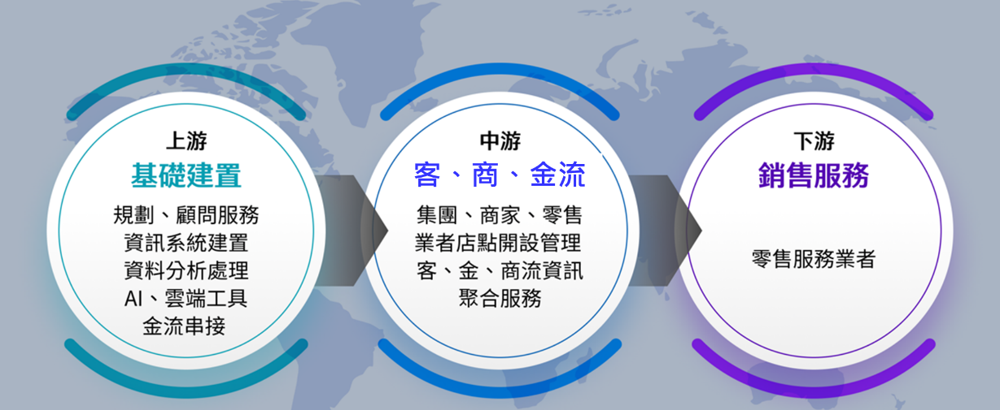 上游
基礎建置
規劃、顧問服務
資訊系統建置
資料分析處理
AI、雲端工具
金流串接
中游
客、商、金流
集團、商家、零售
業者店點開設管理
客、金、商流資訊
聚合服務
下游
銷售服務
零售服務業者